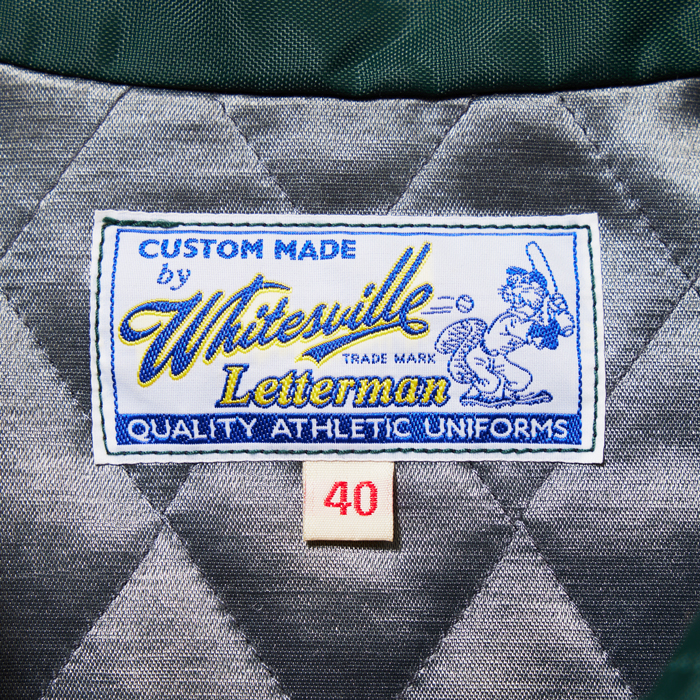 CUSTOM MADE
by
Whitesville
TRADE MARK
Letterman
QUALITY ATHLETIC UNIFORMS
40